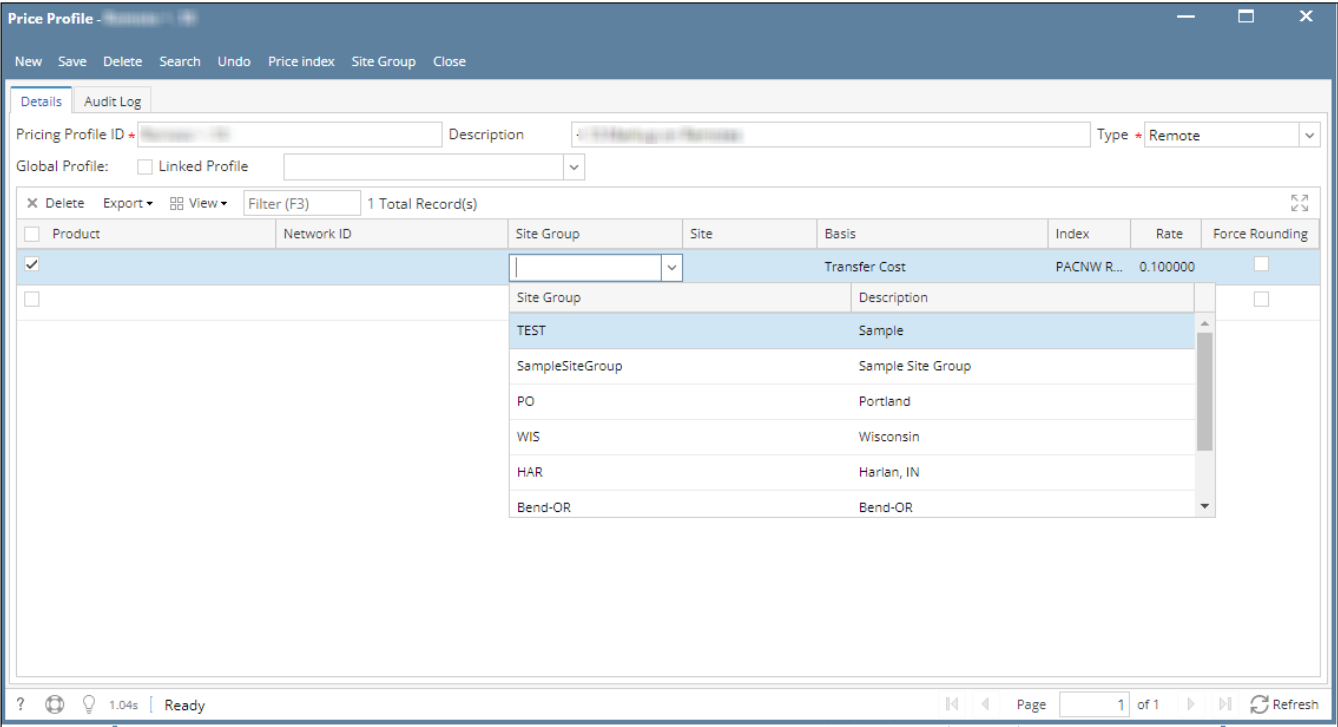 Price Profile -
New Save Delete Search Undo Price index Site Group Close
Details Audit Log
Pricing Profile ID * Description Type * Remote
Global Profile: Linked Profile
Delete Export View Filter (F3) 1 Total Record(s)
Product Network ID Site Group Site Basis Index Rate Force Rounding
Transfer Cost PACNW R... 0.100000
Site Group Description
TEST Sample
SampleSiteGroup Sample Site Group
PO Portland
WIS Wisconsin
HAR Harlan, IN
Bend-OR Bend-OR
? 1.04s Ready Page 1 of 1 Refresh